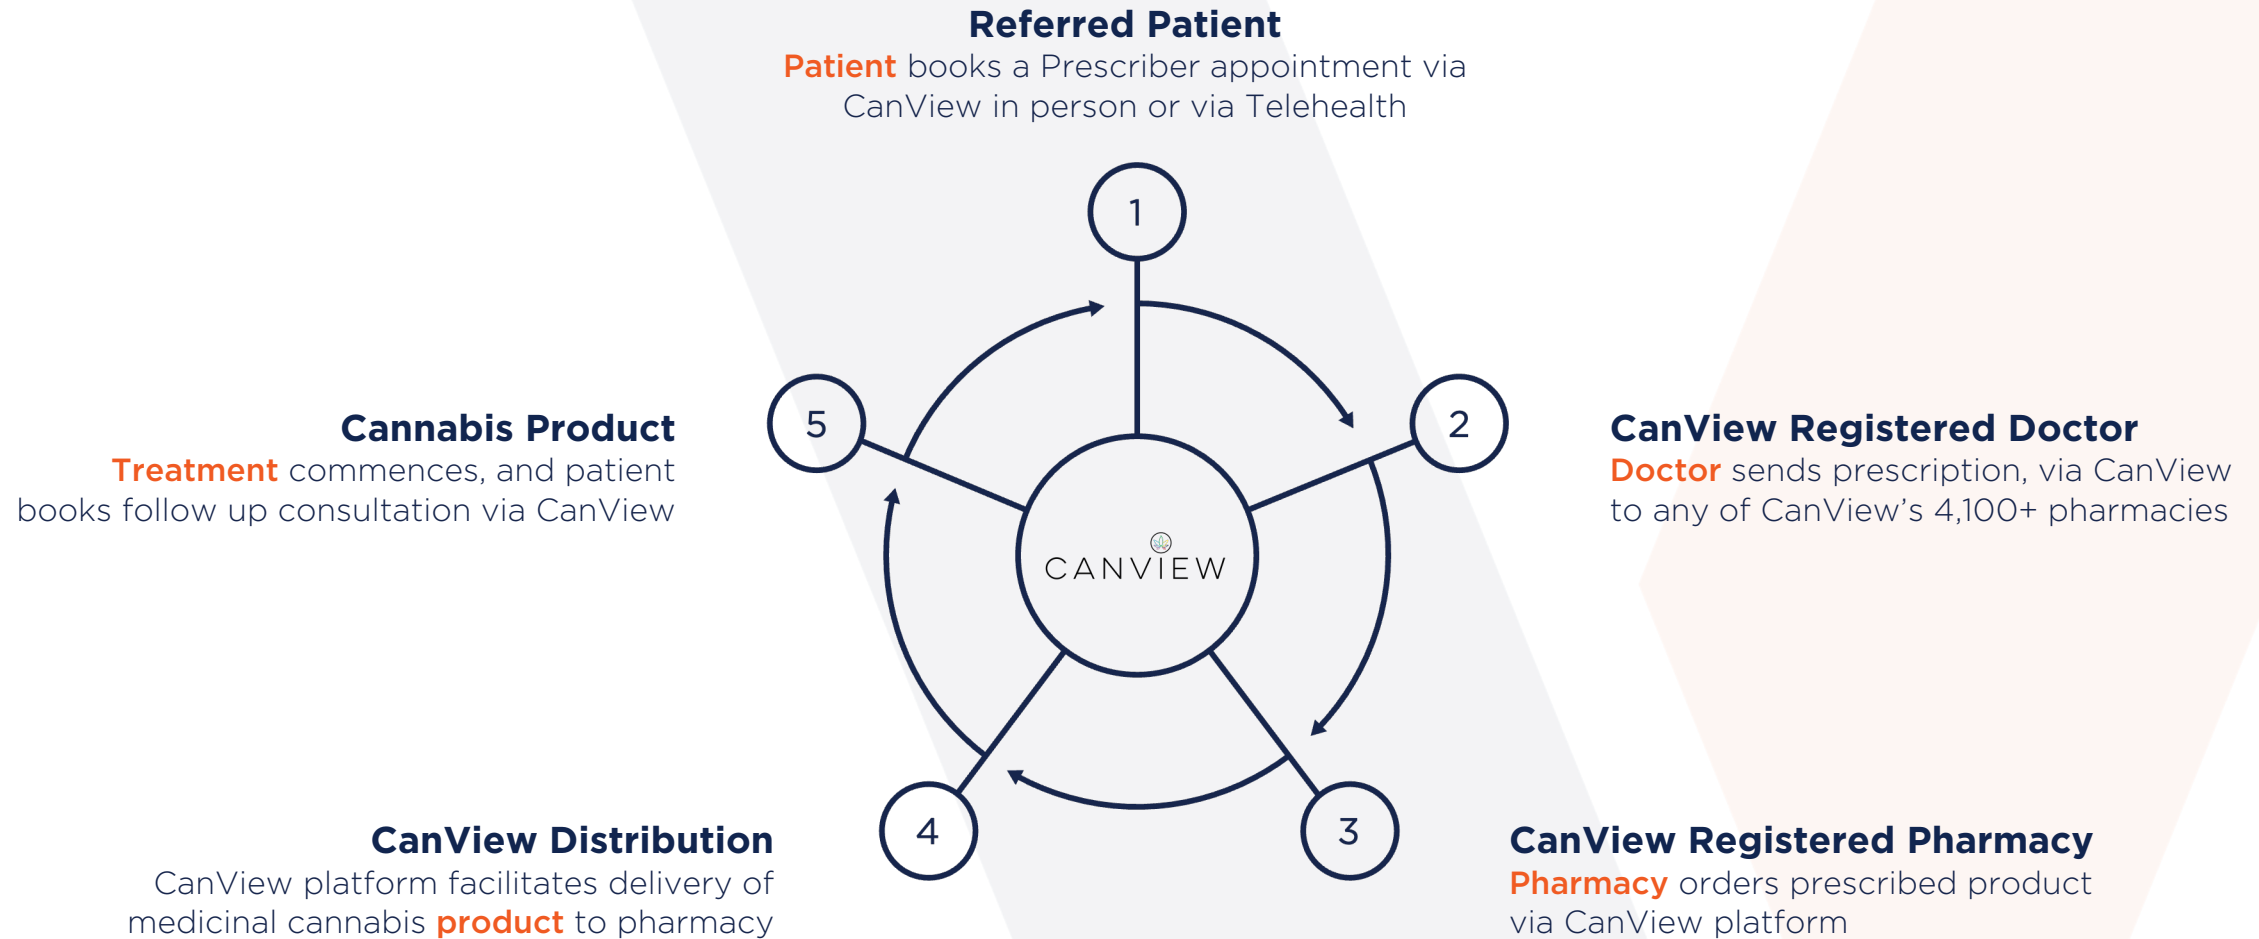 Referred Patient
Patient books a Prescriber appointment via
CanView in person or via Telehealth
1
2
CanView Registered Doctor
Doctor sends prescription, via CanView
to any of CanView’s 4,100+ pharmacies
3
CanView Registered Pharmacy
Pharmacy orders prescribed product
via CanView platform
4
CanView Distribution
CanView platform facilitates delivery of
medicinal cannabis product to pharmacy
5
Cannabis Product
Treatment commences, and patient
books follow up consultation via CanView
CANVIEW